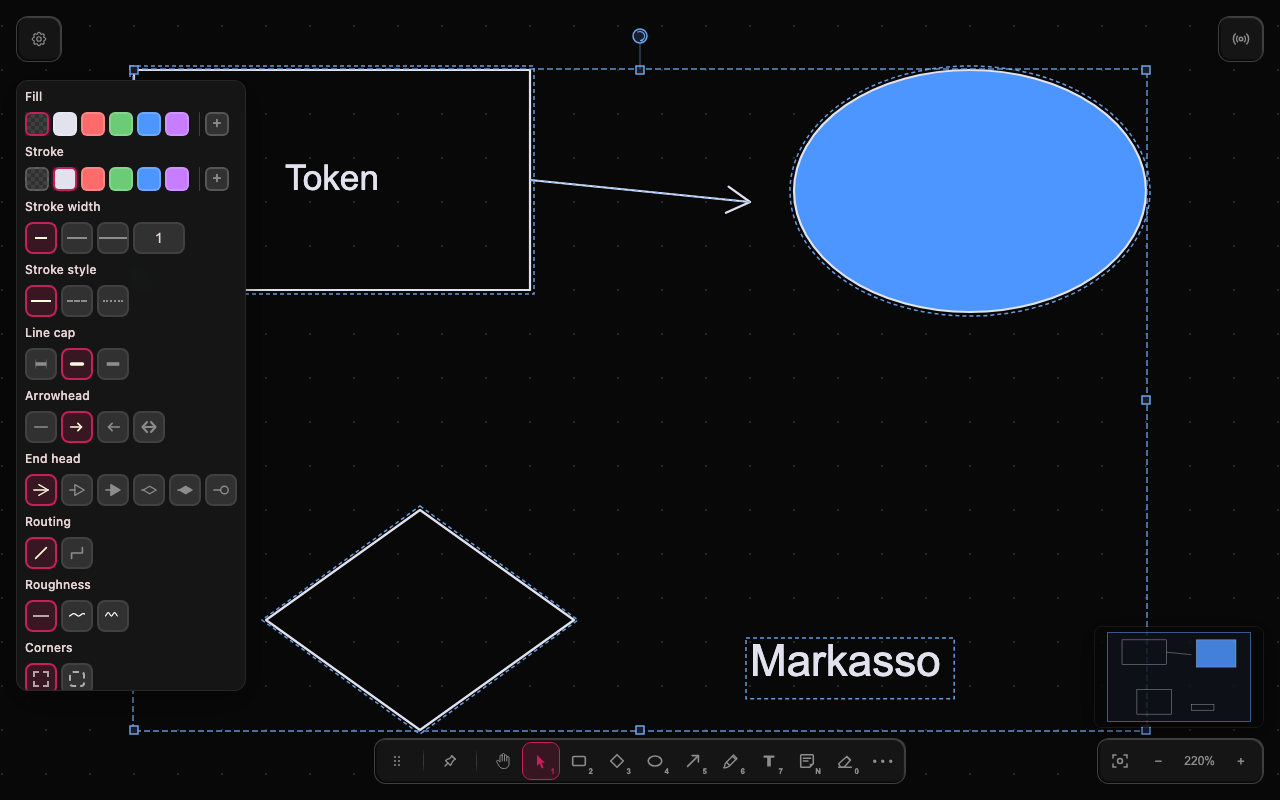 Fill
Stroke
Stroke width
1
Stroke style
Line cap
Arrowhead
End head
Routing
Roughness
Corners
Token
Markasso
1
2
3
4
5
6
T
7
N
0
220%